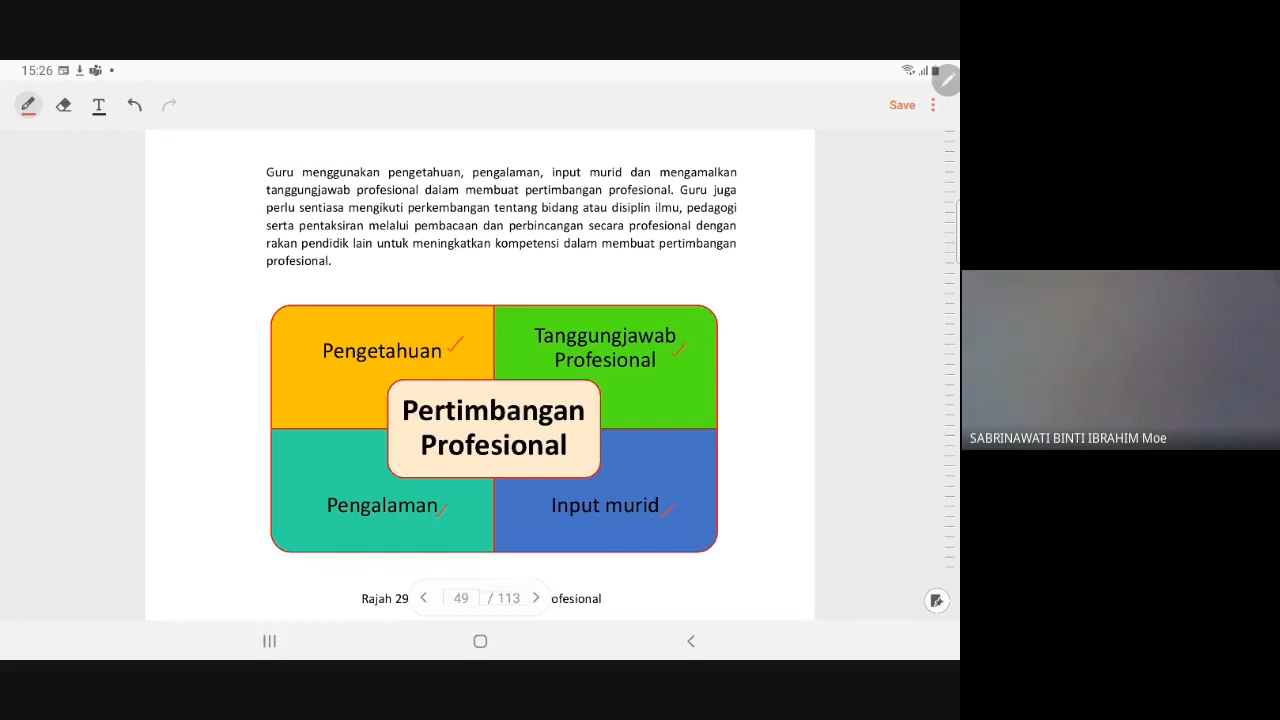 15:26
Save
Guru menggunakan pengetahuan, pengalaman, input murid dan mengamalkan
tanggungjawab profesional dalam membuat pertimbangan profesional. Guru juga
perlu sentiasa mengikuti perkembangan tentang bidang atau disiplin ilmu, pedagogi
serta pentaksiran melalui pembacaan dan perbincangan secara profesional dengan
rakan pendidik lain untuk meningkatkan kompetensi dalam membuat pertimbangan
profesional.
Pengetahuan
Tanggungjawab
Profesional
Pertimbangan
Profesional
Pengalaman
Input murid
Rajah 29
ofesional
49 / 113
SABRINAWATI BINTI IBRAHIM Moe